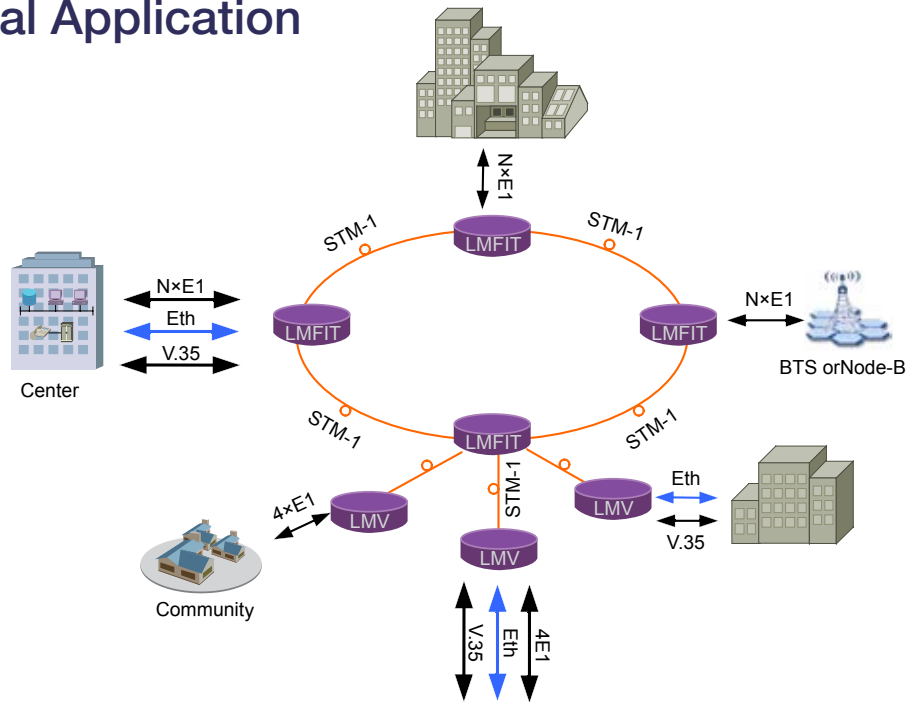 al Application
N×E1
STM-1
STM-1
LMFIT
N×E1
Eth
V.35
Center
LMFIT
LMFIT
N×E1
BTS orNode-B
STM-1
STM-1
LMFIT
STM-1
4×E1
LMV
LMV
Eth
V.35
Community
LMV
V.35
Eth
4E1